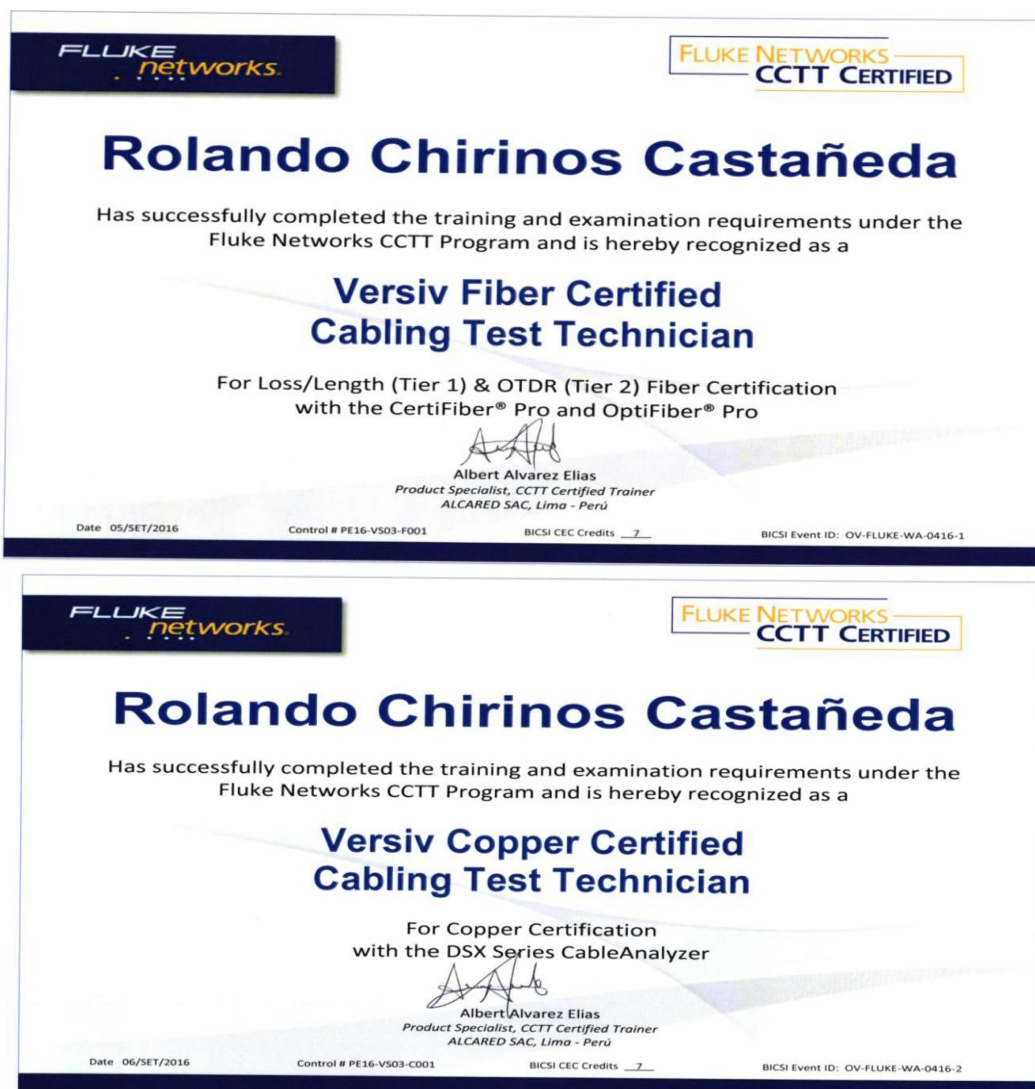 FLUKE
networks.
FLUKE NETWORKS
CCTT CERTIFIED
Rolando Chirinos Castañeda
Has successfully completed the training and examination requirements under the
Fluke Networks CCTT Program and is hereby recognized as a
Versiv Fiber Certified
Cabling Test Technician
For Loss/Length (Tier 1) & OTDR (Tier 2) Fiber Certification
with the CertiFiber® Pro and OptiFiber® Pro
Albert Alvarez Elias
Product Specialist, CCTT Certified Trainer
ALCARED SAC, Lima - Perú
Date 05/SET/2016 Control # PE16-VS03-F001 BICSI CEC Credits 7 BICSI Event ID: OV-FLUKE-WA-0416-1
FLUKE
networks.
FLUKE NETWORKS
CCTT CERTIFIED
Rolando Chirinos Castañeda
Has successfully completed the training and examination requirements under the
Fluke Networks CCTT Program and is hereby recognized as a
Versiv Copper Certified
Cabling Test Technician
For Copper Certification
with the DSX Series CableAnalyzer
Albert Alvarez Elias
Product Specialist, CCTT Certified Trainer
ALCARED SAC, Lima - Perú
Date 06/SET/2016 Control # PE16-VS03-C001 BICSI CEC Credits 7 BICSI Event ID: OV-FLUKE-WA-0416-2